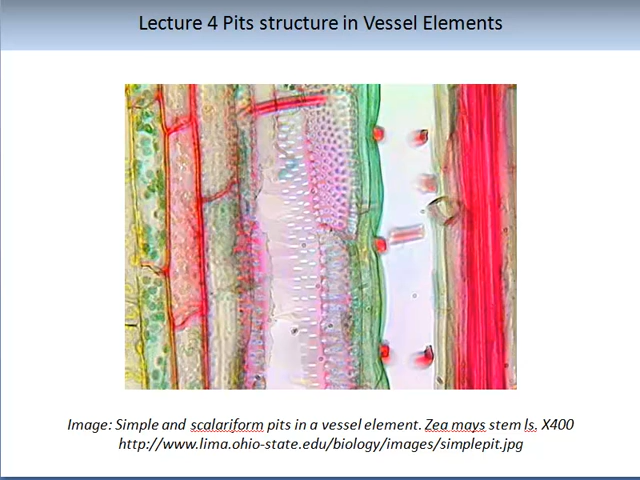 Lecture 4 Pits structure in Vessel Elements
Image: Simple and scalariform pits in a vessel element. Zea mays stem ls. X400
http://www.lima.ohio-state.edu/biology/images/simplepit.jpg